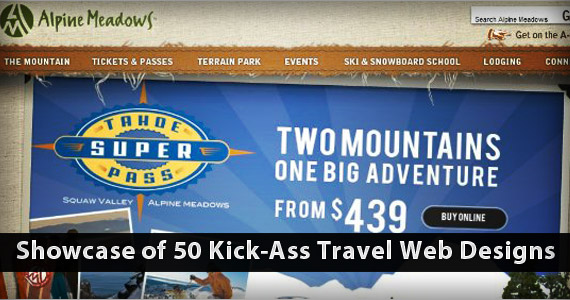 Alpine Meadows
Search Alpine Meadows
Get on the A-
THE MOUNTAIN TICKETS & PASSES TERRAIN PARK EVENTS SKI & SNOWBOARD SCHOOL LODGING CONN
TAHOE
SUPER
PASS
SQUAW VALLEY ALPINE MEADOWS
TWO MOUNTAINS
ONE BIG ADVENTURE
FROM $439
BUY ONLINE
Showcase of 50 Kick-Ass Travel Web Designs